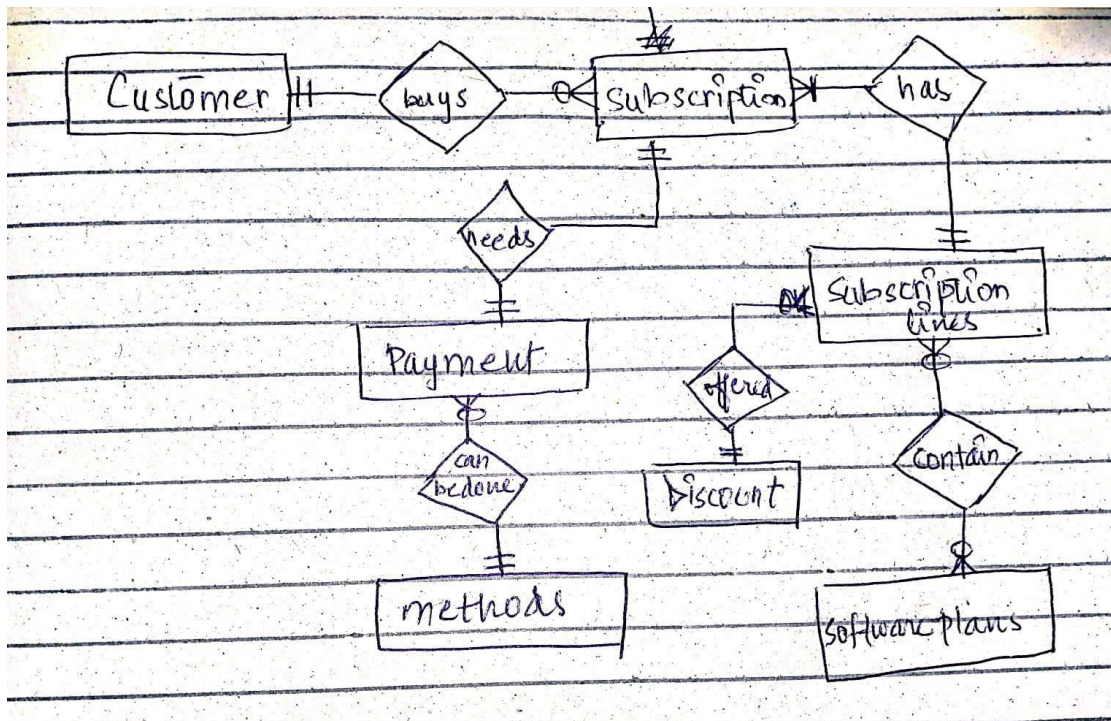 Customer
buys
Subscription
has
needs
Subscription
lines
Payment
offered
can
be done
contain
Discount
methods
software plans